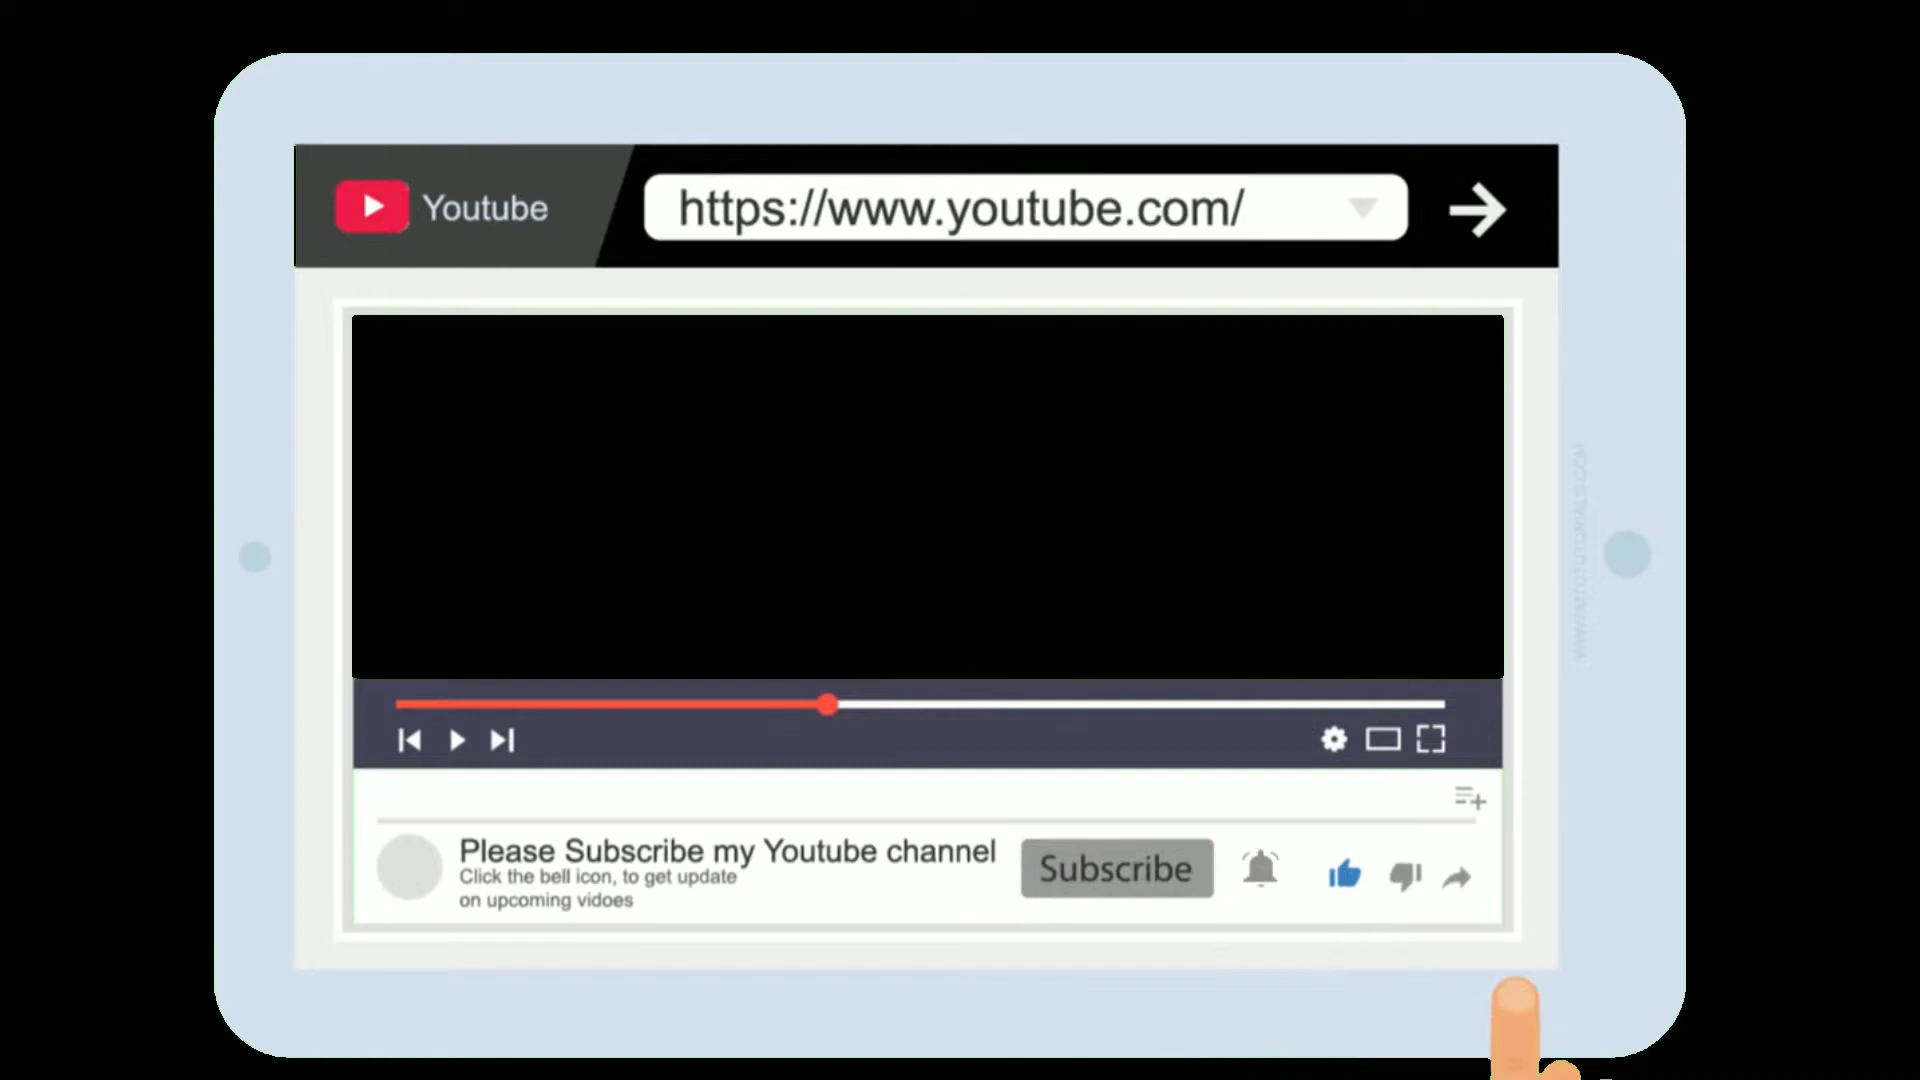 Youtube
https://www.youtube.com/
Please Subscribe my Youtube channel
Click the bell icon, to get update
on upcoming vidoes
Subscribe